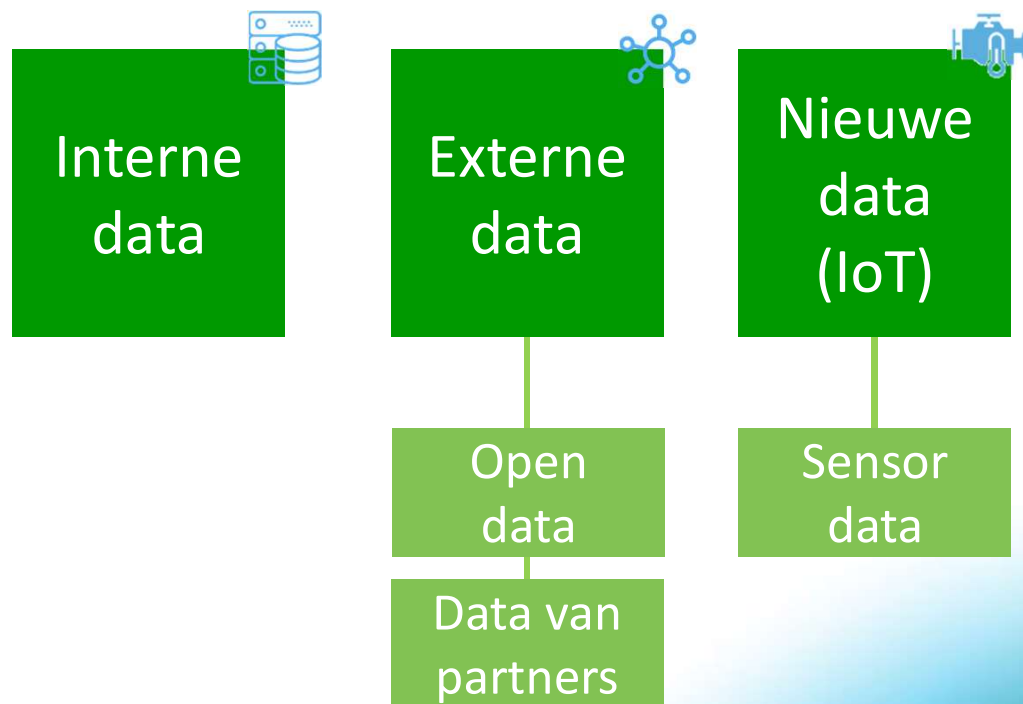 Interne
data
Externe
data
Nieuwe
data
(IoT)
Open
data
Sensor
data
Data van
partners